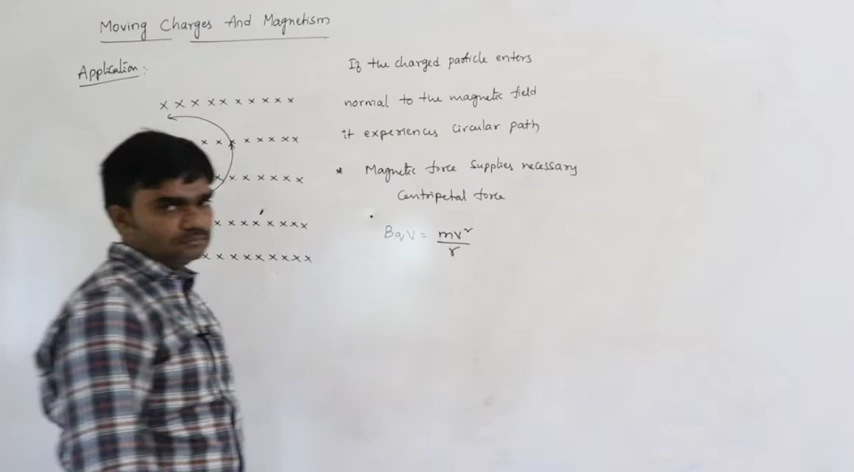 Moving Charges And Magnetism
Application:
If the charged particle enters
normal to the magnetic field
it experiences circular path
* Magnetic force supplies necessary
centripetal force
BqV = mv²/r
x x x x x x x x x x
x x x x x x x
x x x x x x x
x x x x x x x x
x x x x x x x x x